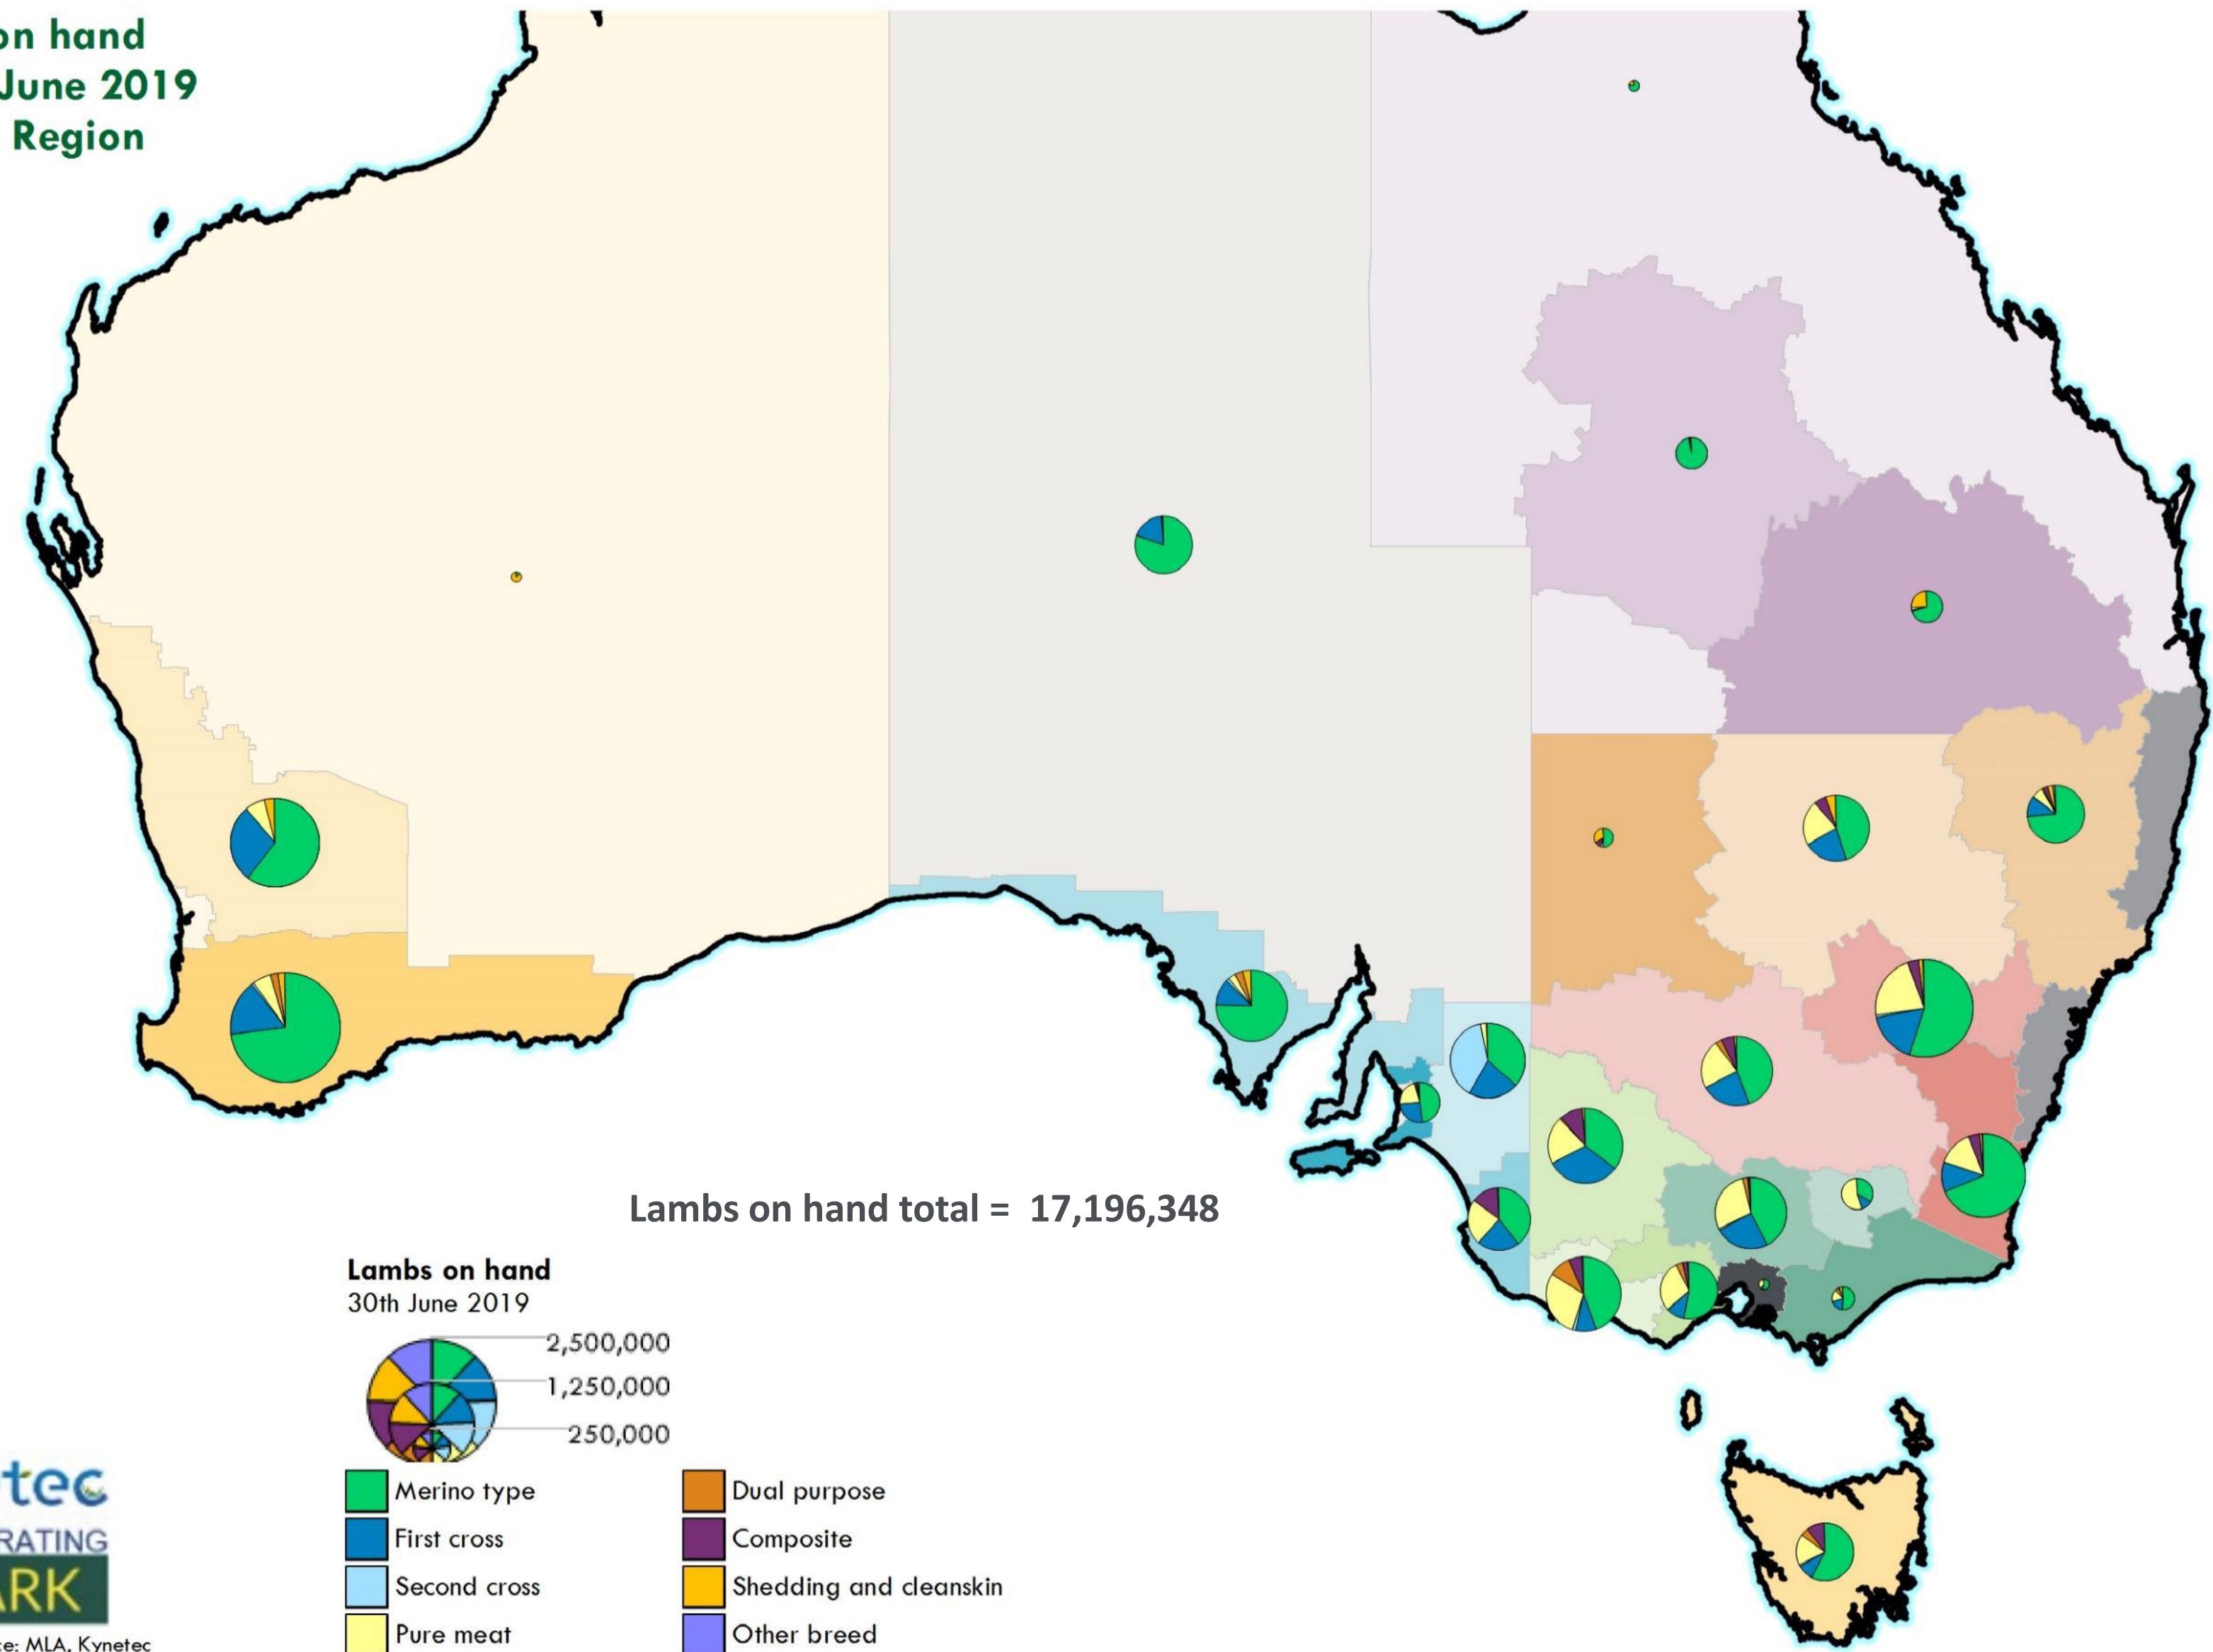 on hand
June 2019
Region
Lambs on hand total = 17,196,348
Lambs on hand
30th June 2019
2,500,000
1,250,000
250,000
Merino type
First cross
Second cross
Pure meat
Dual purpose
Composite
Shedding and cleanskin
Other breed
tec
RATING
ARK
ce: MLA, Kynetec